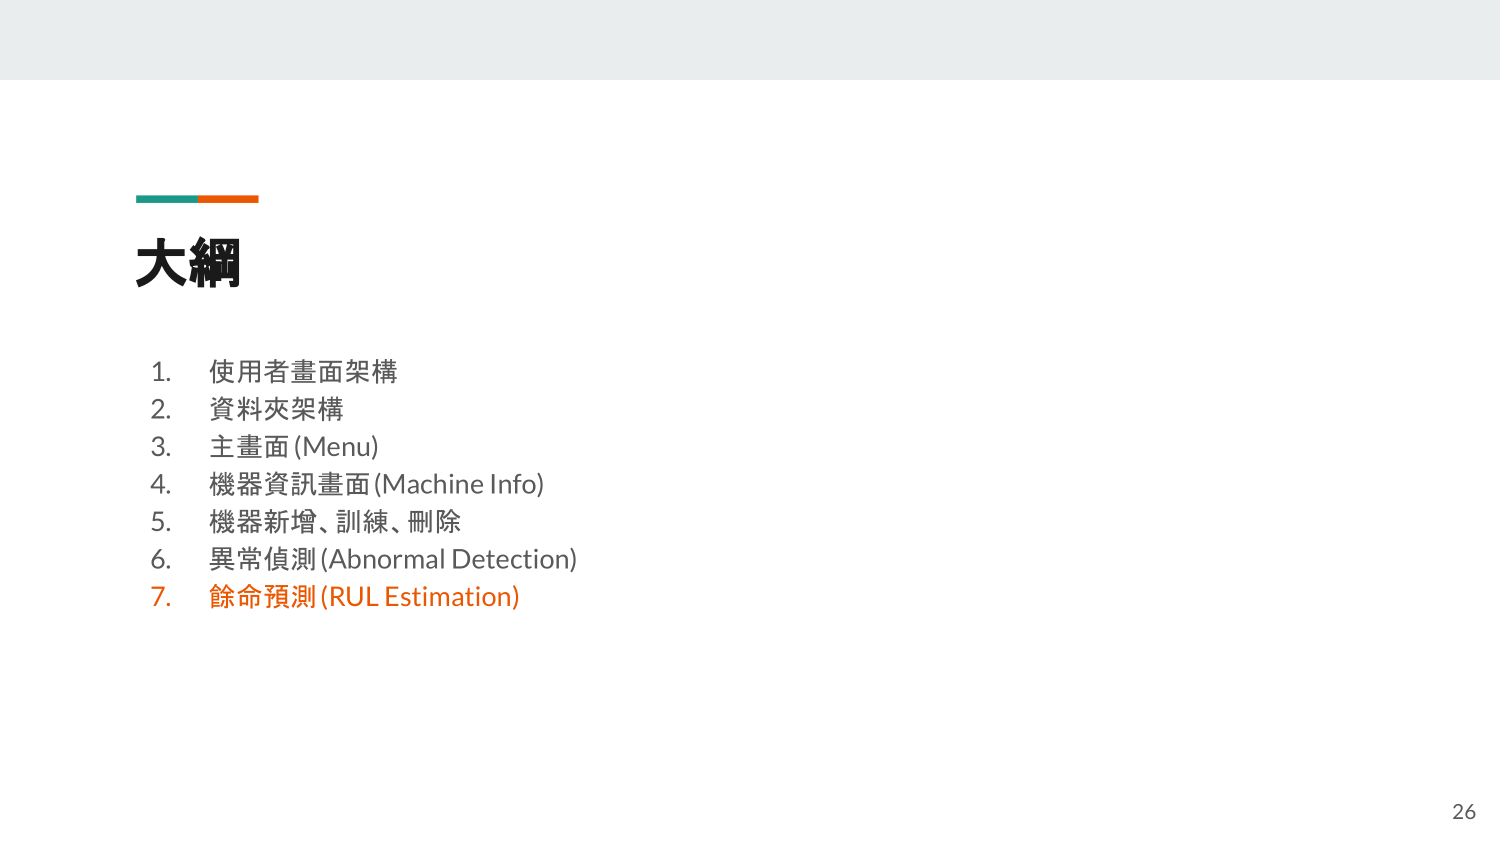 大綱
1. 使用者畫面架構
2. 資料夾架構
3. 主畫面(Menu)
4. 機器資訊畫面(Machine Info)
5. 機器新增、訓練、刪除
6. 異常偵測(Abnormal Detection)
7. 餘命預測(RUL Estimation)
26